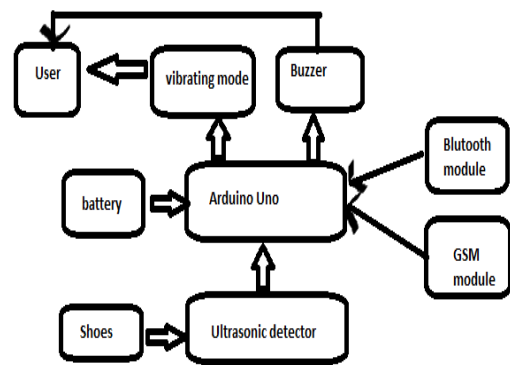 User
vibrating mode
Buzzer
Blutooth
module
battery
Arduino Uno
GSM
module
Shoes
Ultrasonic detector